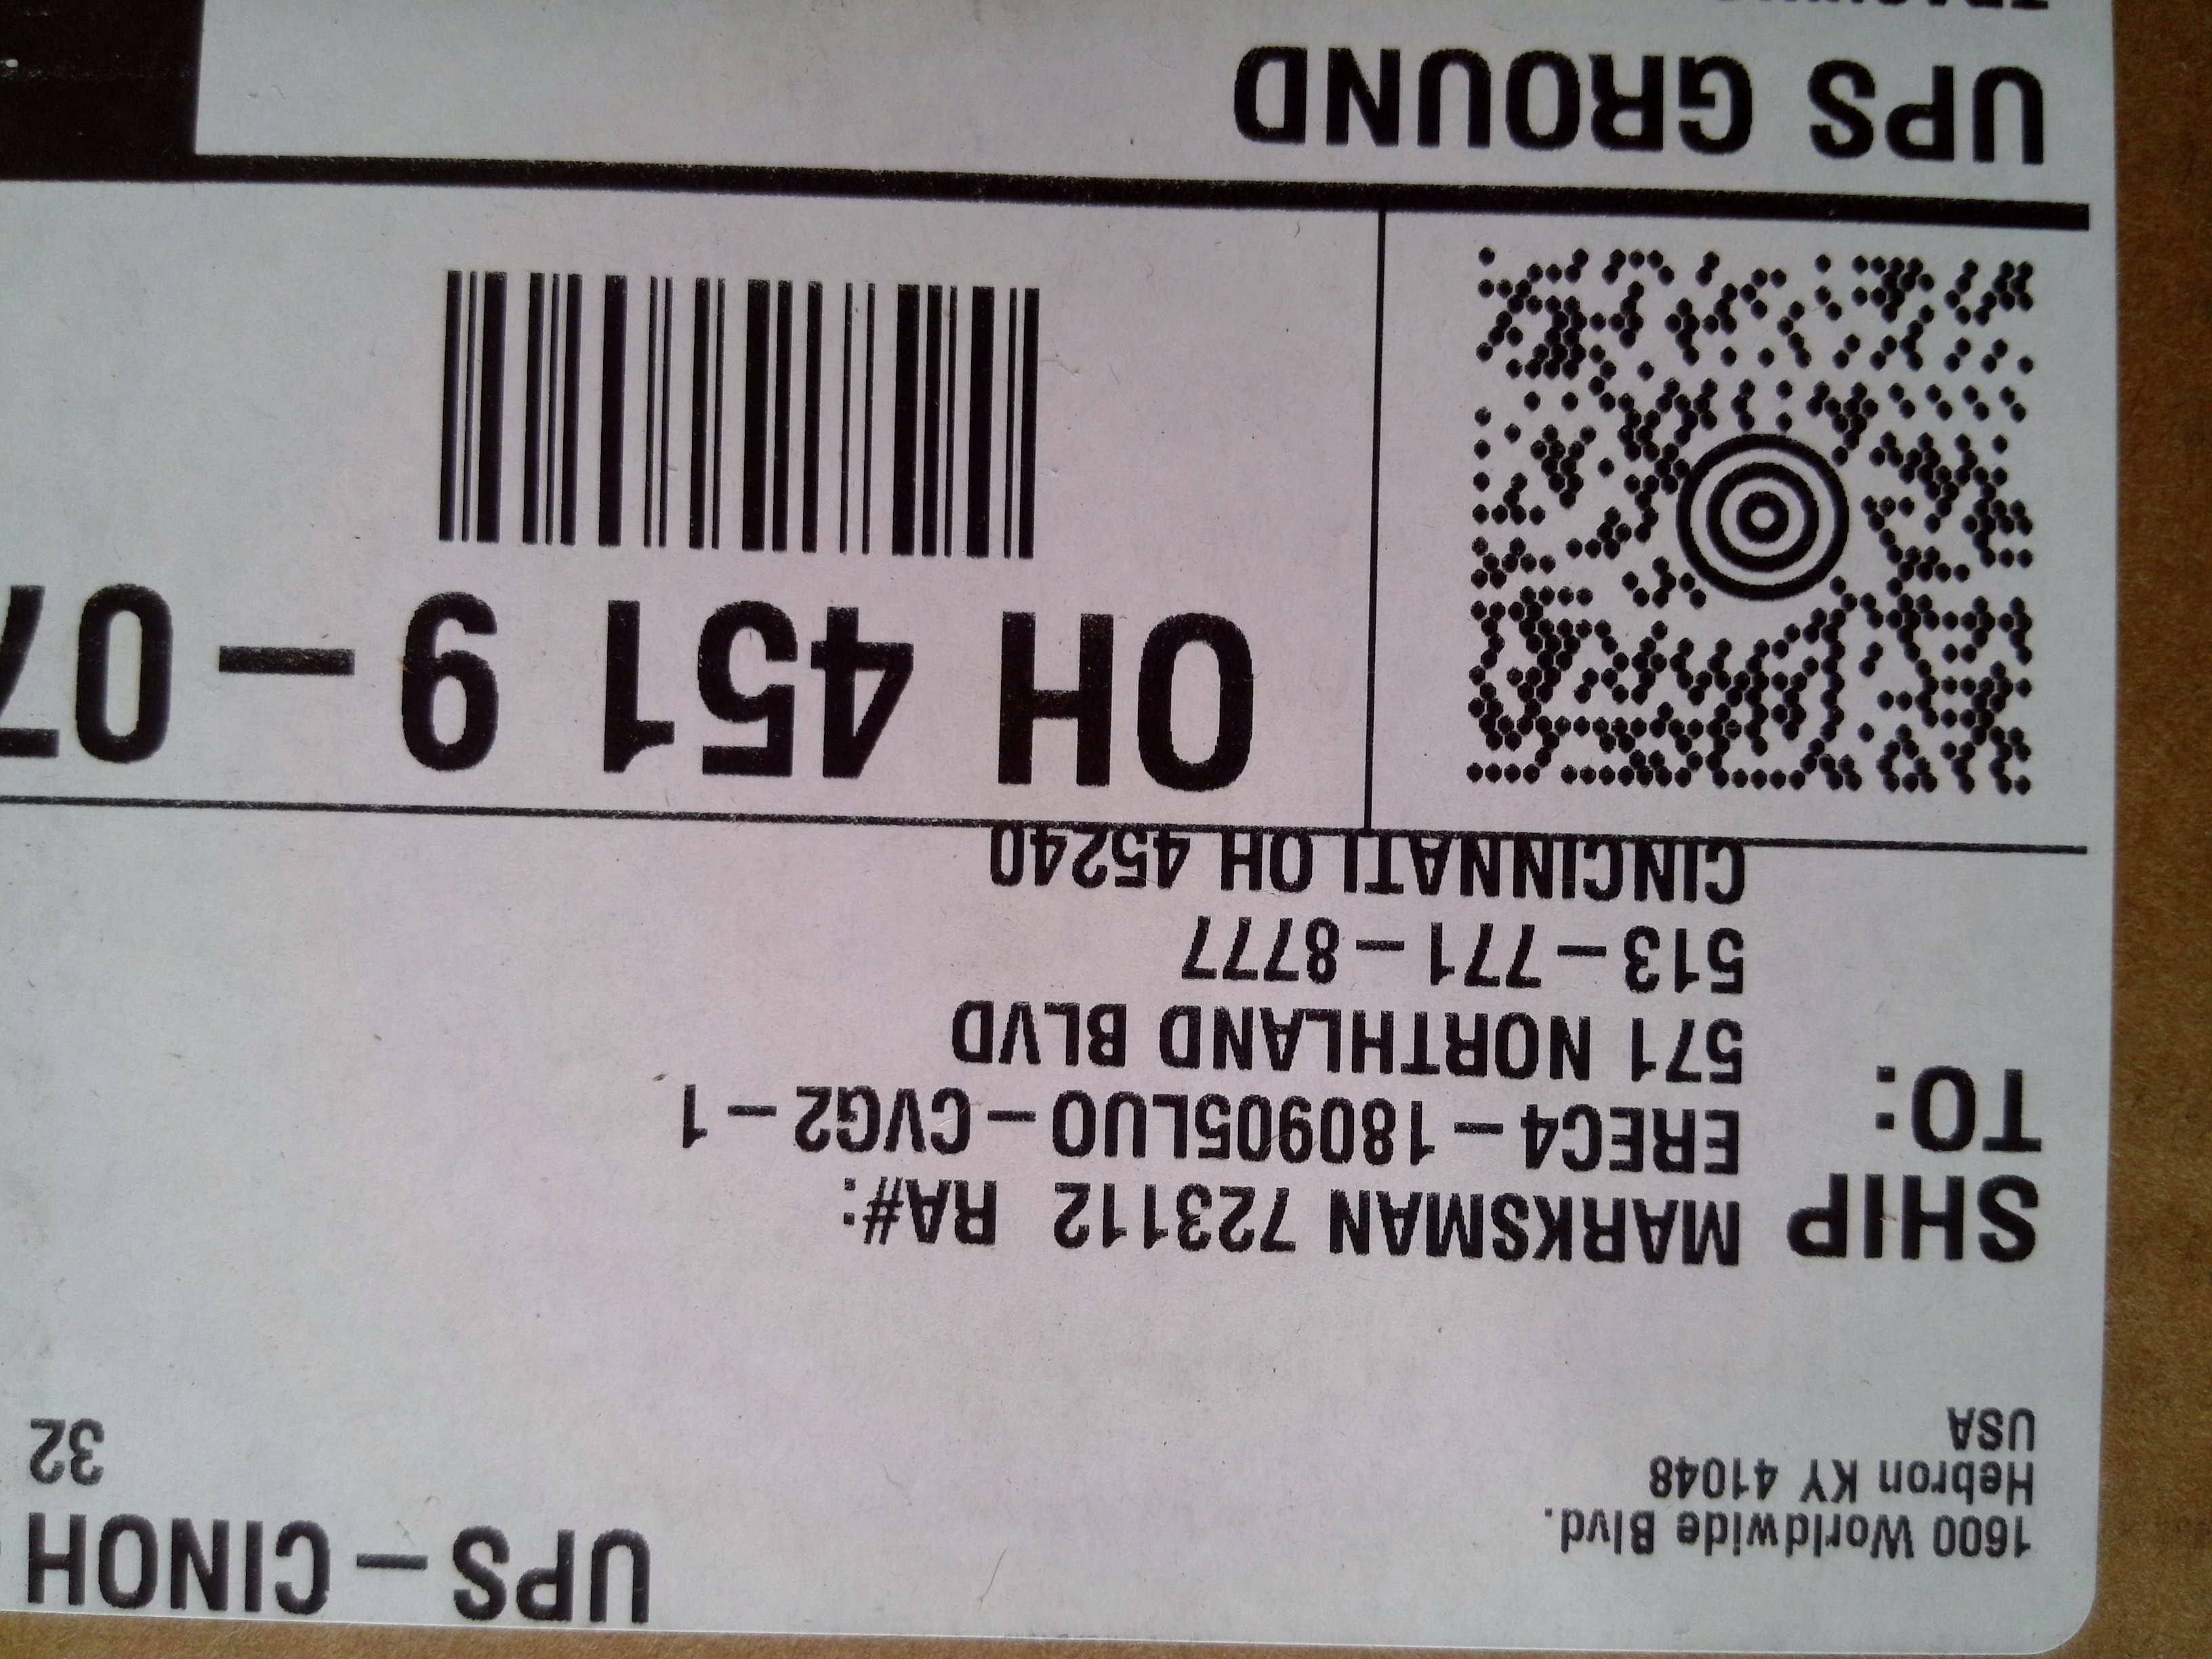 UPS - CINOH
32
1600 Worldwide Blvd.
Hebron KY 41048
USA
SHIP
TO:
MARKSMAN 723112 RA#:
EREC4-180905LUO-CVG2-1
571 NORTHLAND BLVD
513-771-8777
CINCINNATI OH 45240
OH 451 9-07
UPS GROUND